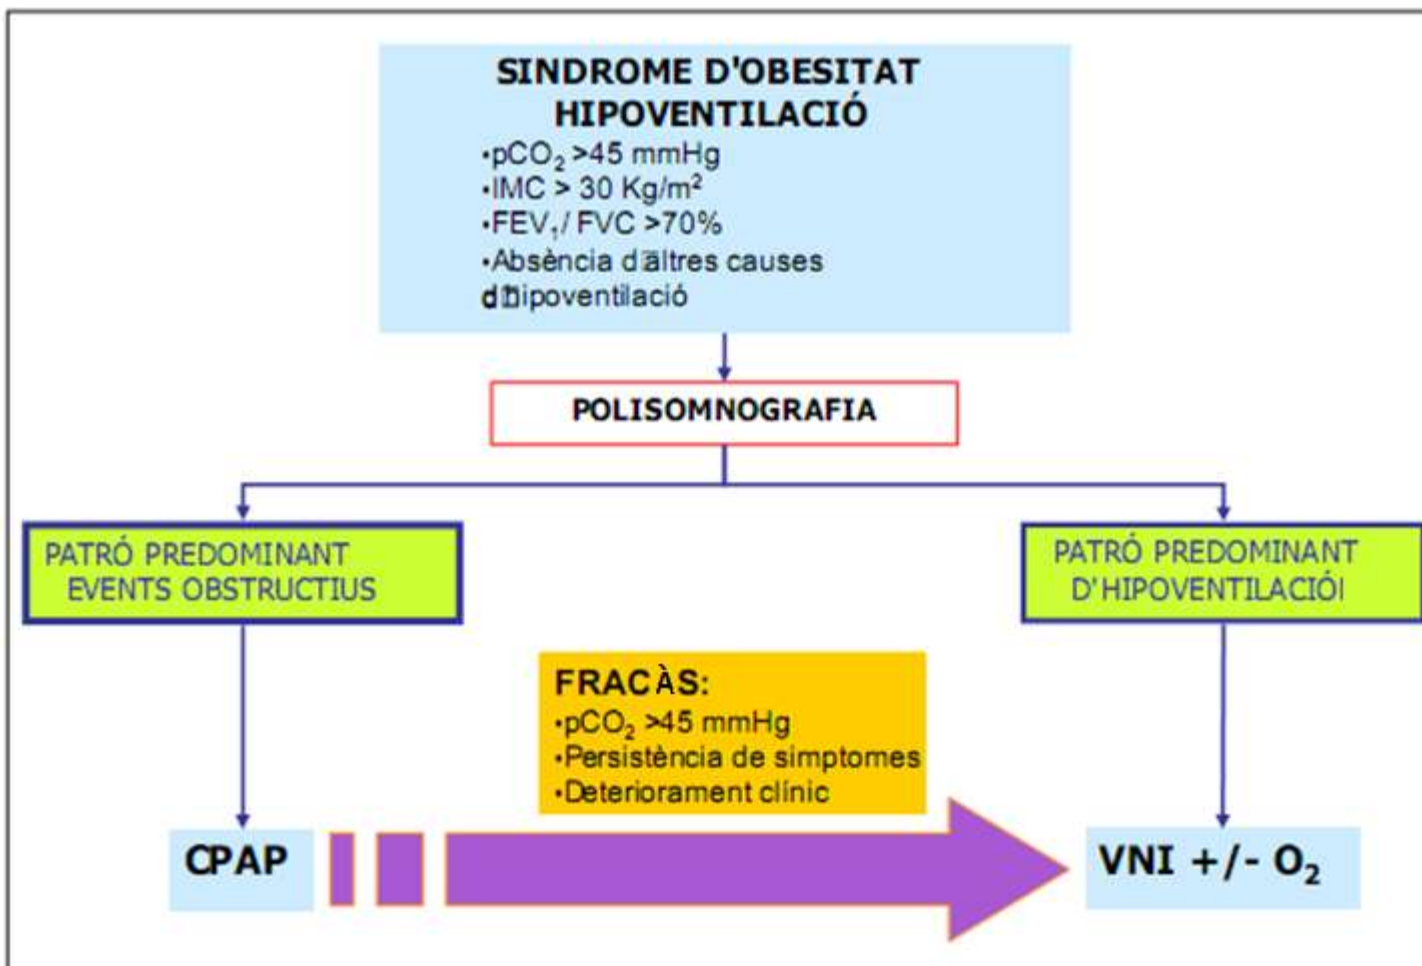 SINDROME D'OBESITAT
HIPOVENTILACIÓ
•pCO₂ >45 mmHg
•IMC > 30 Kg/m²
•FEV₁/ FVC >70%
•Absència d altres causes
d hipoventilació
POLISOMNOGRAFIA
PATRÓ PREDOMINANT
EVENTS OBSTRUCTIUS
PATRÓ PREDOMINANT
D'HIPOVENTILACIÓ
FRACÀS:
•pCO₂ >45 mmHg
•Persistència de simptomes
•Deteriorament clínic
CPAP
VNI +/- O₂